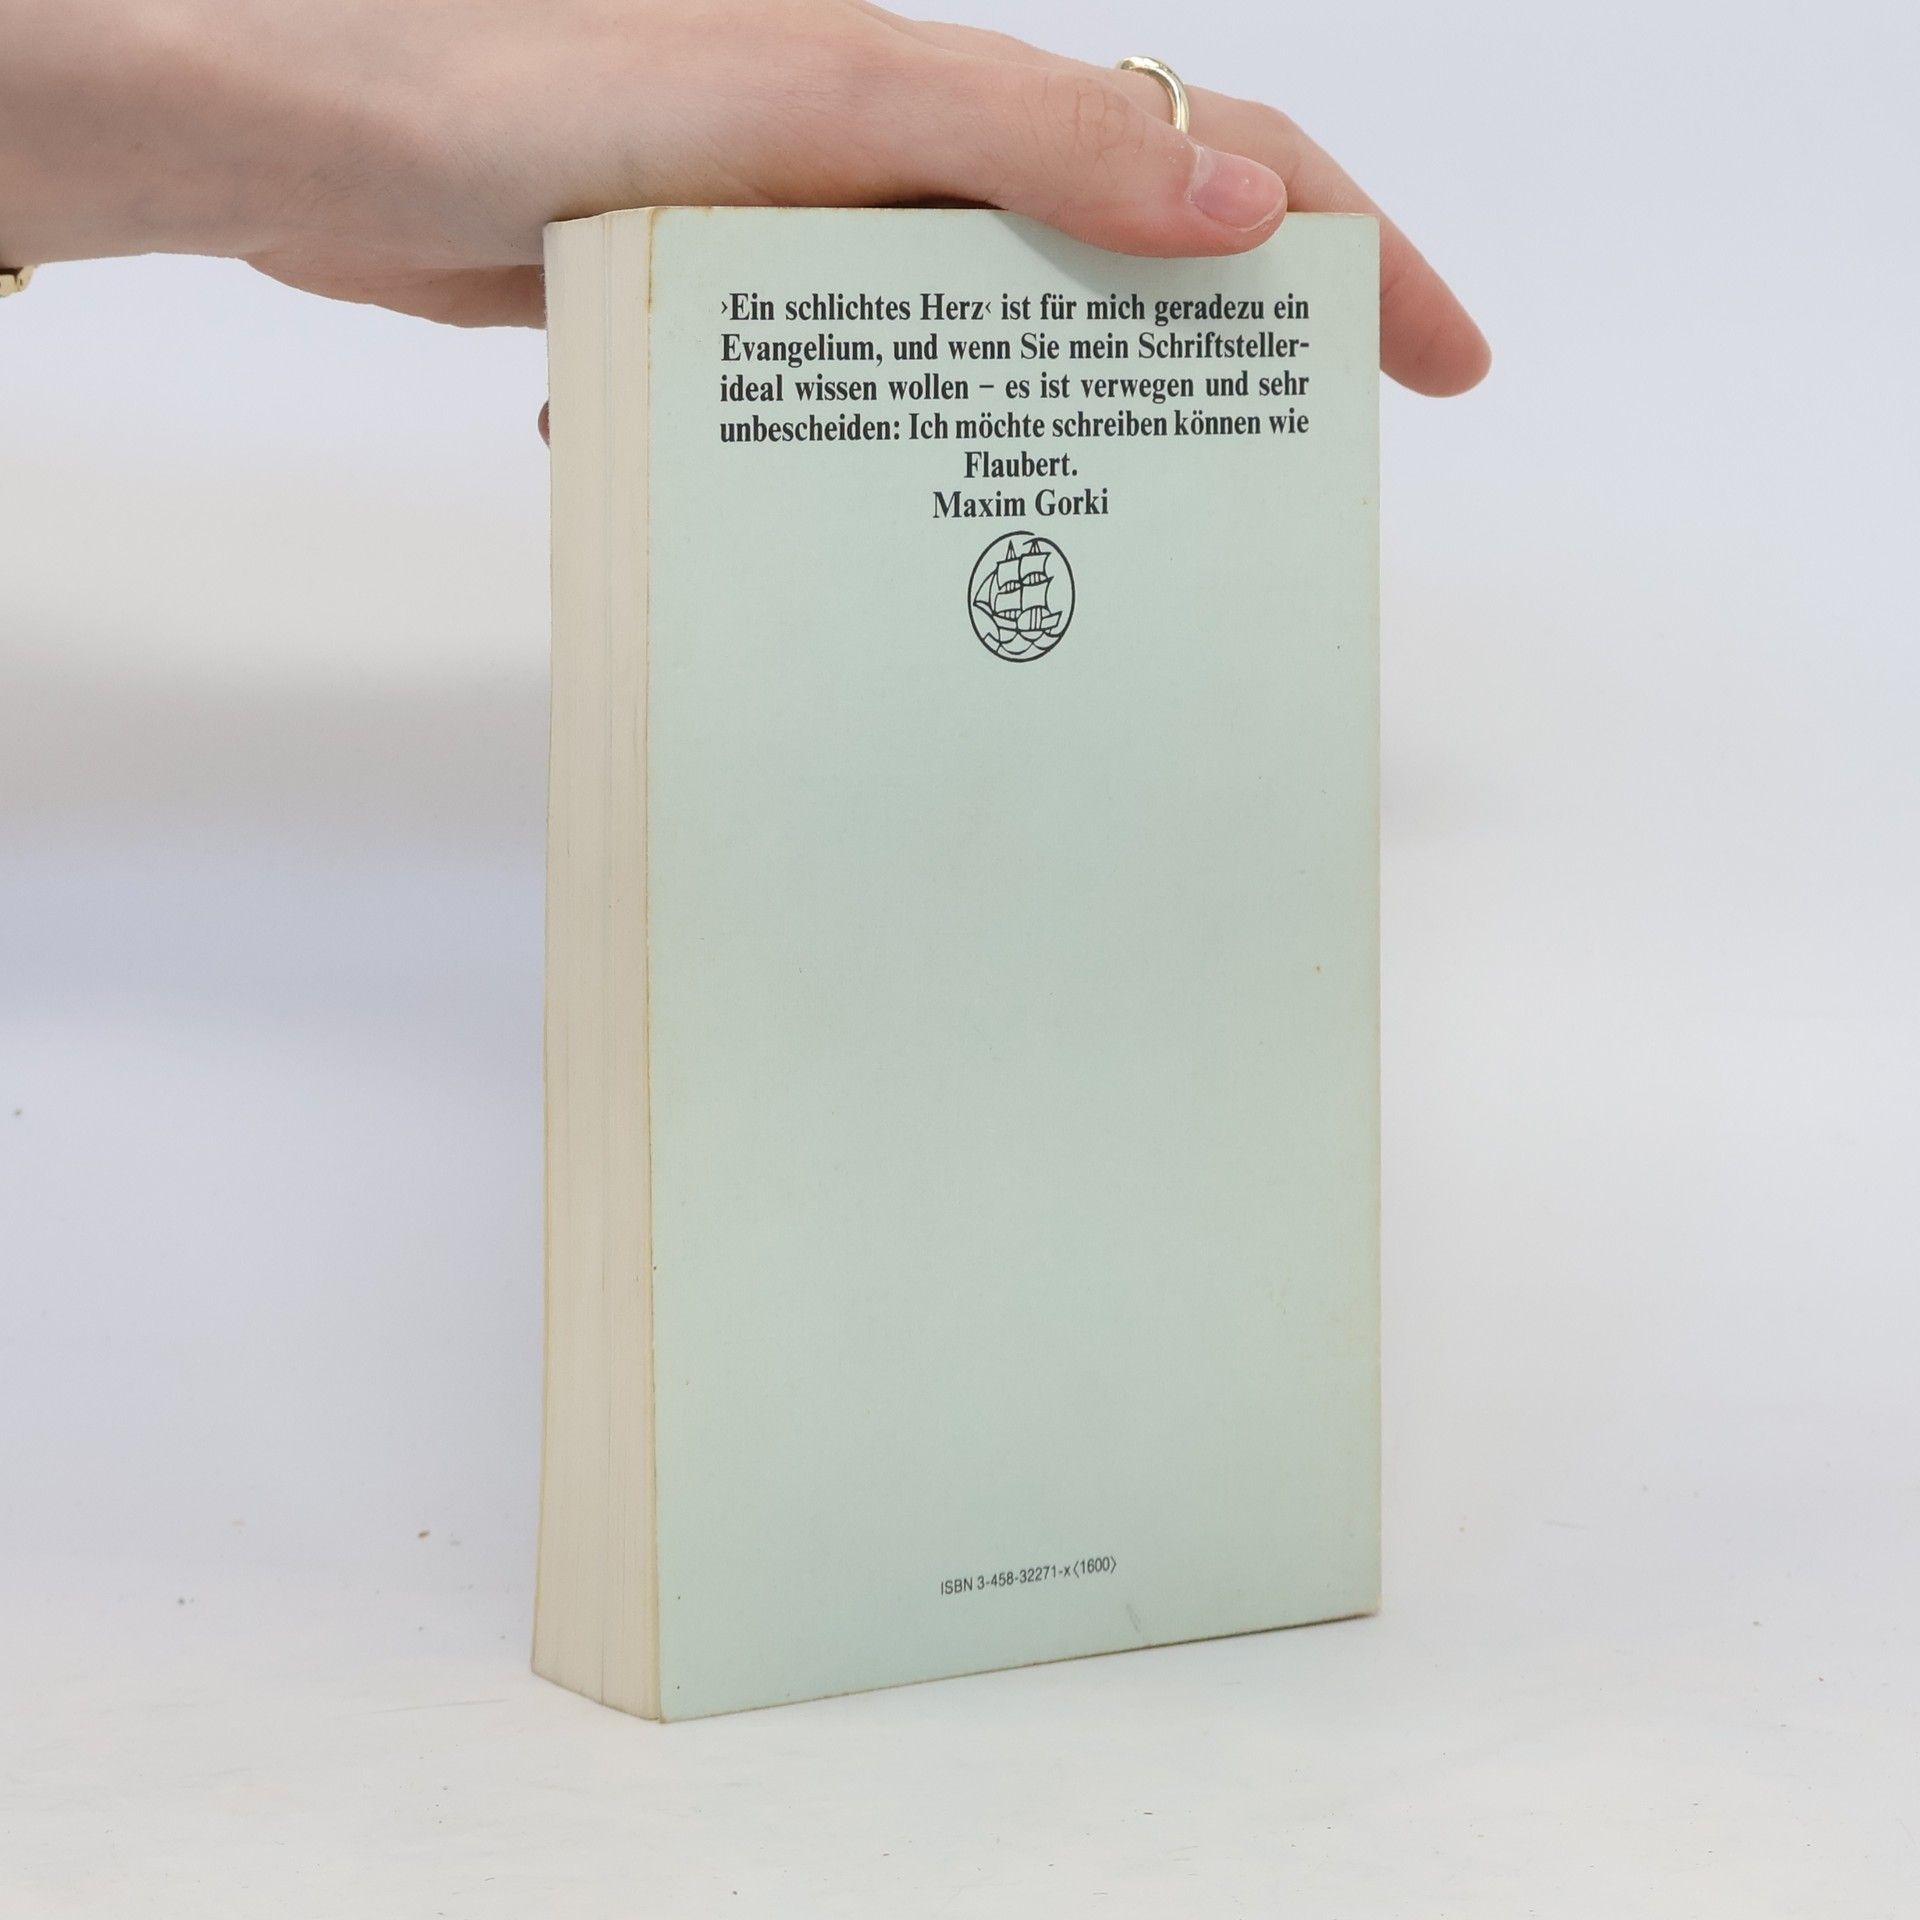 ›Ein schlichtes Herz‹ ist für mich geradezu ein
Evangelium, und wenn Sie mein Schriftsteller-
ideal wissen wollen – es ist verwegen und sehr
unbescheiden: Ich möchte schreiben können wie
Flaubert.
Maxim Gorki
ISBN 3-458-32271-x⟨1600⟩